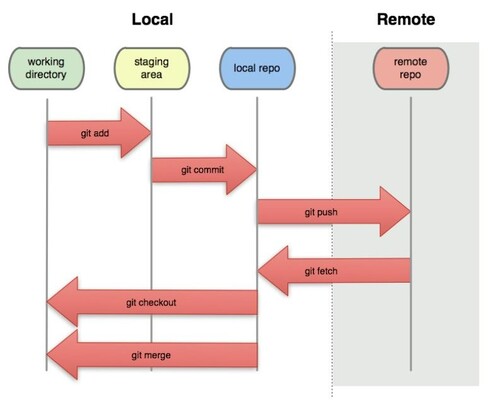 Local
Remote
working
directory
staging
area
local repo
remote
repo
git add
git commit
git push
git fetch
git checkout
git merge